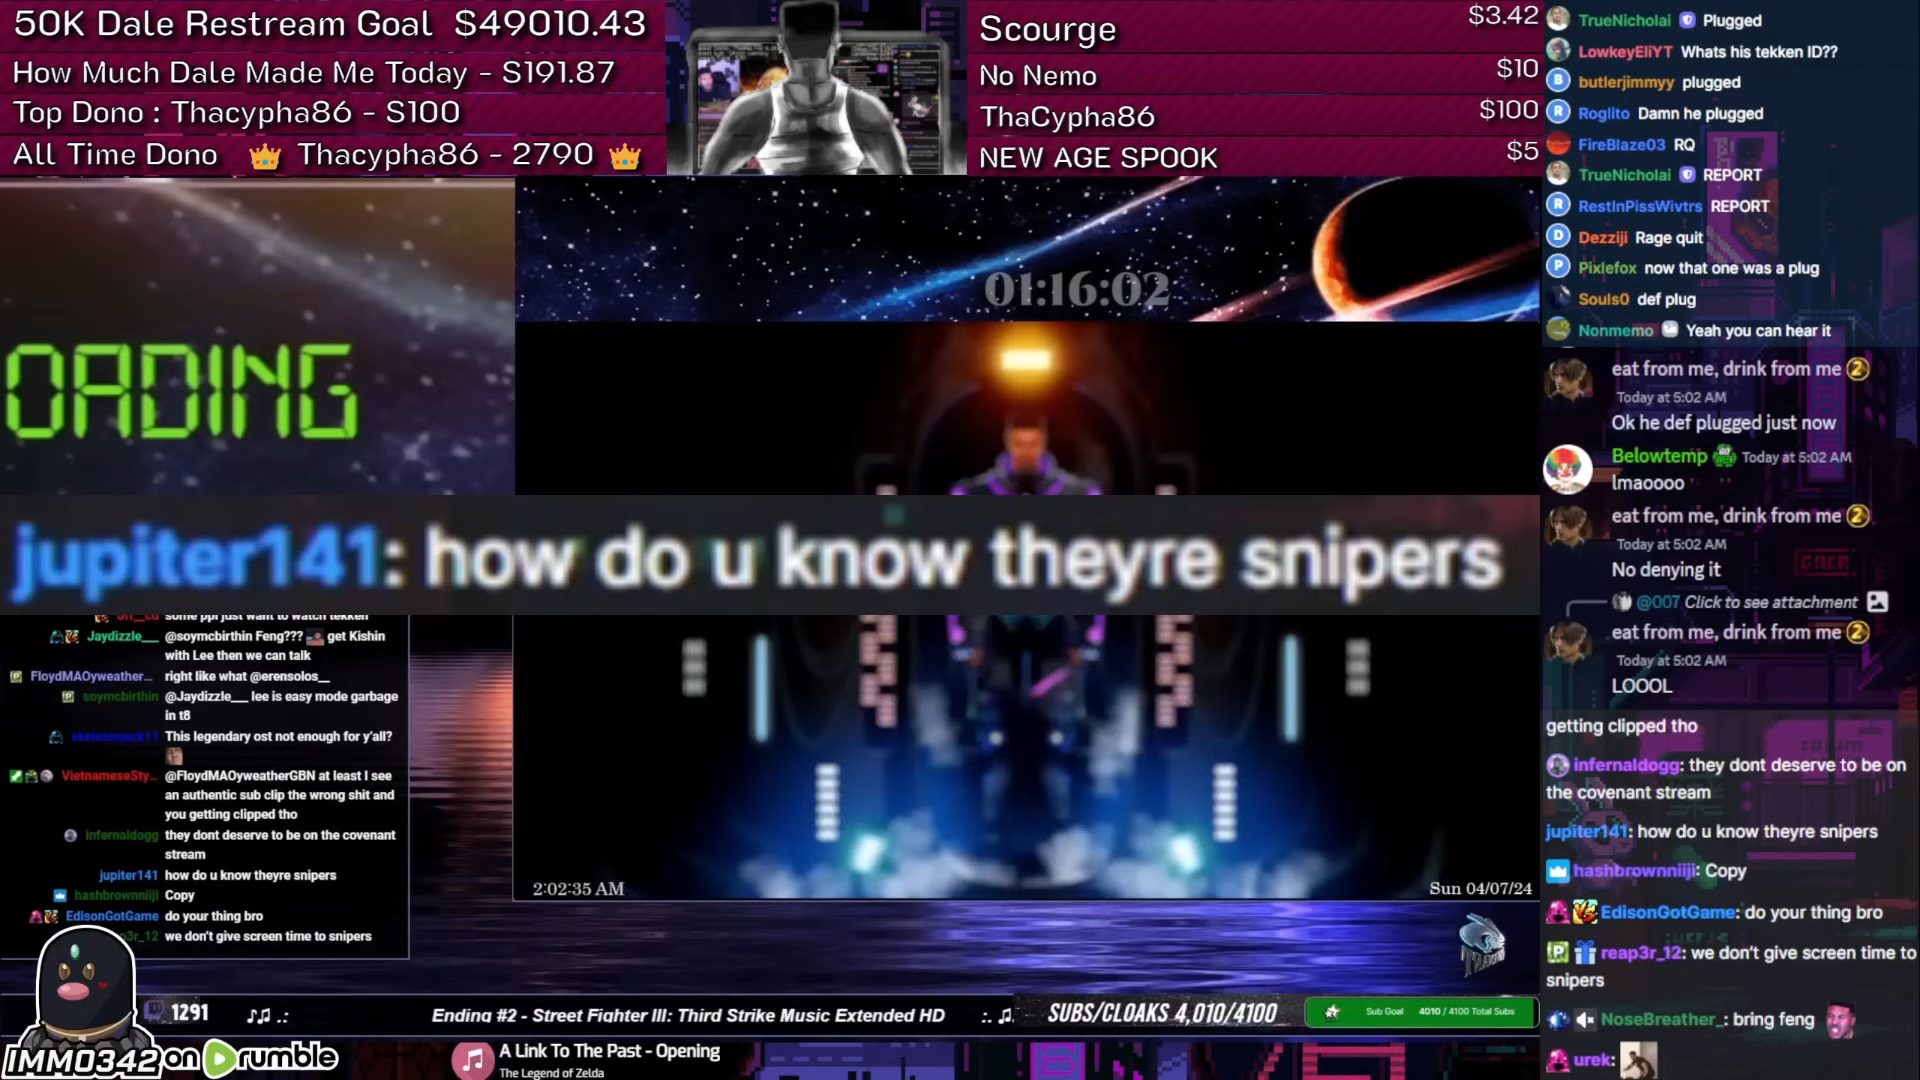 50K Dale Restream Goal $49010.43
How Much Dale Made Me Today - S191.87
Top Dono : Thacypha86 - S100
All Time Dono 👑 Thacypha86 - 2790 👑
Scourge $3.42
No Nemo $10
ThaCypha86 $100
NEW AGE SPOOK $5
TrueNicholai Plugged
LowkeyEliYT Whats his tekken ID??
butlerjimmyy plugged
Roglito Damn he plugged
FireBlaze03 RQ
TrueNicholai REPORT
RestInPissWivtrs REPORT
Dezziji Rage quit
Pixlefox now that one was a plug
Souls0 def plug
Nonmemo Yeah you can hear it
eat from me, drink from me
Today at 5:02 AM
Ok he def plugged just now
Belowtemp Today at 5:02 AM
lmaoooo
eat from me, drink from me
Today at 5:02 AM
No denying it
@007 Click to see attachment
eat from me, drink from me
Today at 5:02 AM
LOOOL
getting clipped tho
infernaldogg: they dont deserve to be on
the covenant stream
jupiter141: how do u know theyre snipers
hashbrownniiji: Copy
EdisonGotGame: do your thing bro
reap3r_12: we don't give screen time to
snipers
NoseBreather_: bring feng
urek:
01:16:02
OADING
jupiter141: how do u know theyre snipers
some ppl just want to watch tekken
Jaydizzle__ @soymcbirthin Feng??? get Kishin
with Lee then we can talk
FloydMAOyweather... right like what @erensolos__
soymcbirthin @Jaydizzle__ lee is easy mode garbage
in t8
This legendary ost not enough for y'all?
VietnameseSty... @FloydMAOyweatherGBN at least I see
an authentic sub clip the wrong shit and
you getting clipped tho
infernaldogg they dont deserve to be on the covenant
stream
jupiter141 how do u know theyre snipers
hashbrownniiji Copy
EdisonGotGame do your thing bro
p3r_12 we don't give screen time to snipers
2:02:35 AM
Sun 04/07/24
1291
Ending #2 - Street Fighter III: Third Strike Music Extended HD
SUBS/CLOAKS 4,010/4100
Sub Goal 4010 / 4100 Total Subs
IMMO342 on rumble
A Link To The Past - Opening
The Legend of Zelda